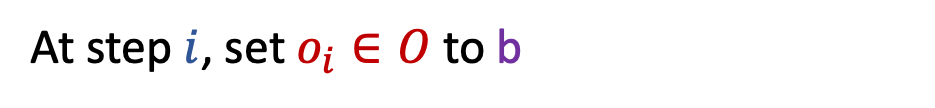 At step 𝑖, set 𝑜ᵢ ∈ 𝑂 to b